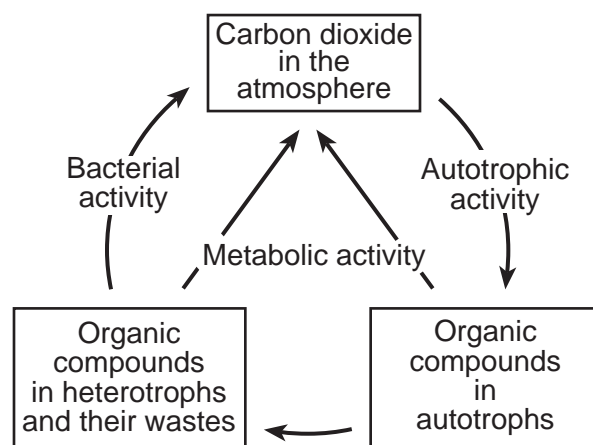 Carbon dioxide
in the
atmosphere
Bacterial
activity
Autotrophic
activity
Metabolic activity
Organic
compounds
in heterotrophs
and their wastes
Organic
compounds
in
autotrophs